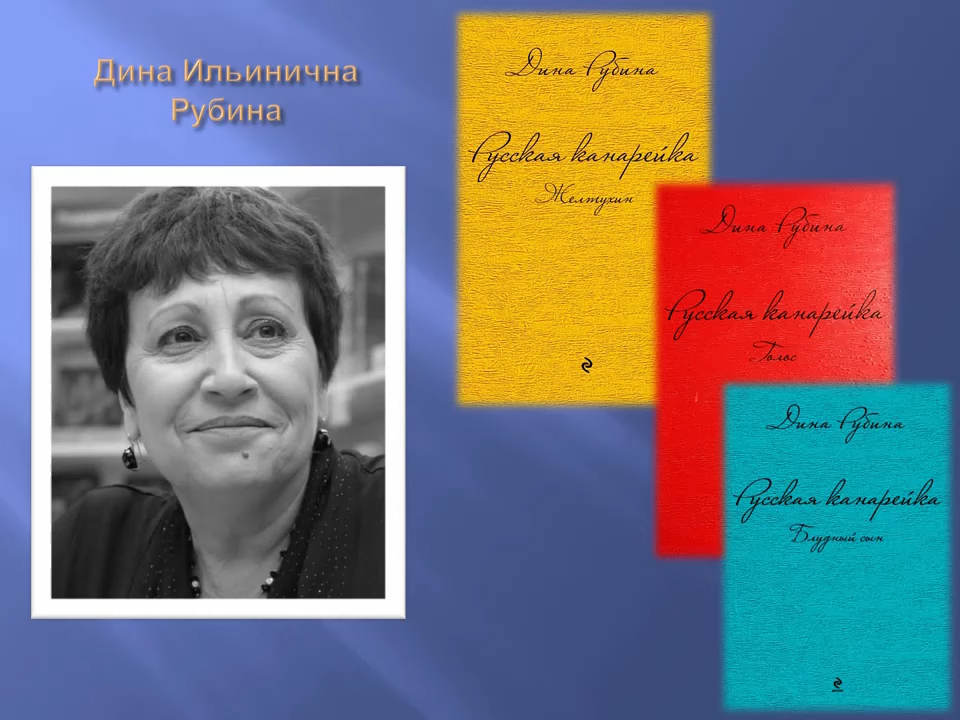 Дина Ильинична
Рубина
Дина Рубина
Русская канарейка
Желтухин
Дина Рубина
Русская канарейка
Голос
Дина Рубина
Русская канарейка
Блудный сын